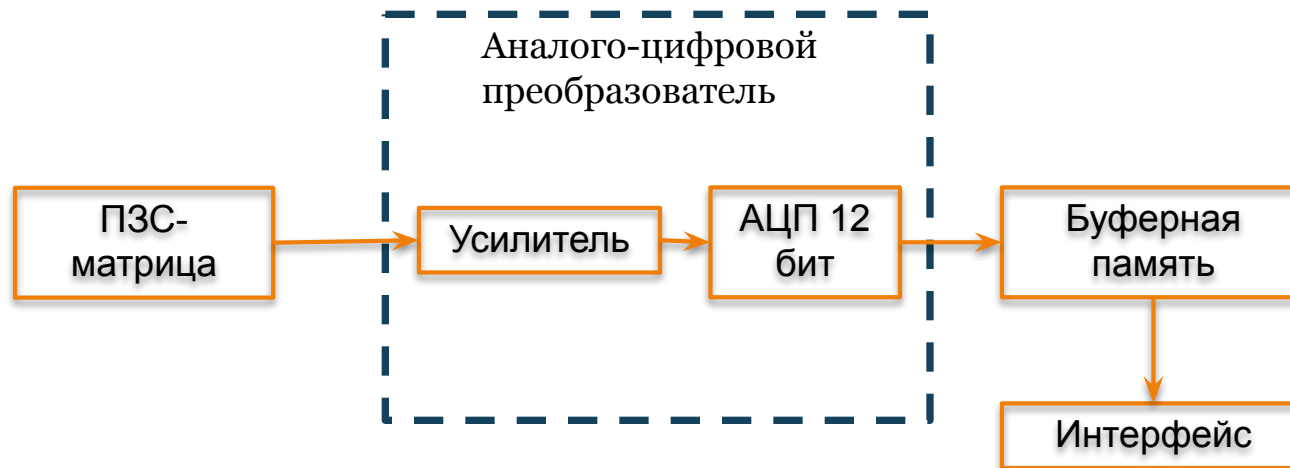 Аналого-цифровой
преобразователь
ПЗС-
матрица
Усилитель
АЦП 12
бит
Буферная
память
Интерфейс